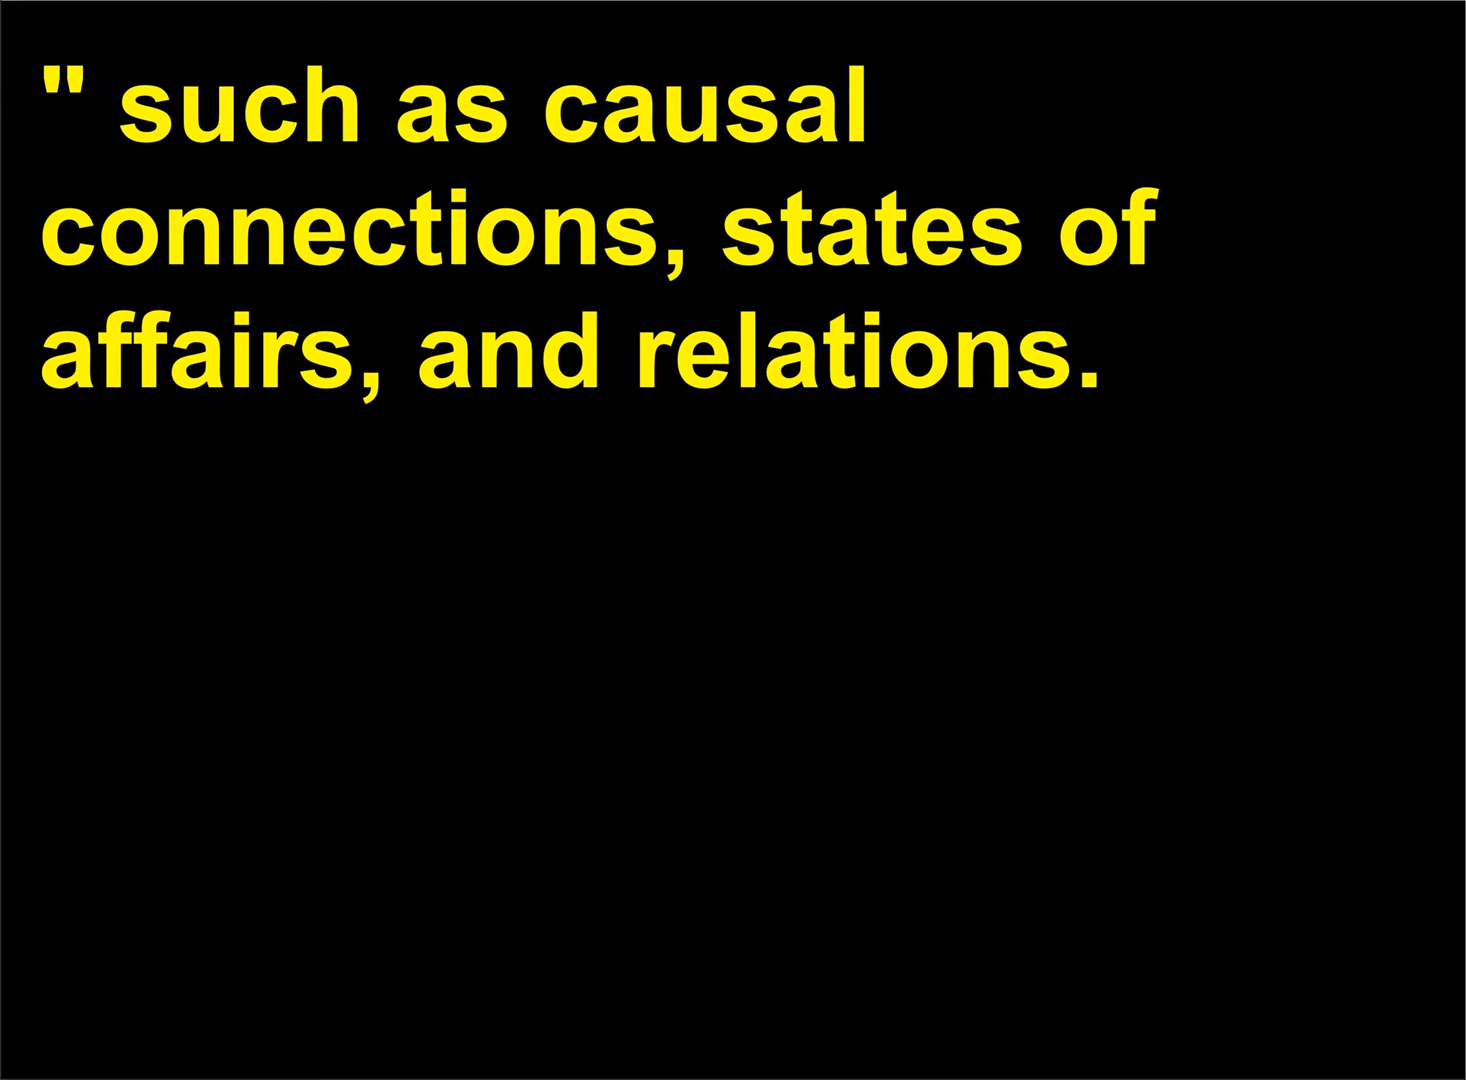 " such as causal
connections, states of
affairs, and relations.